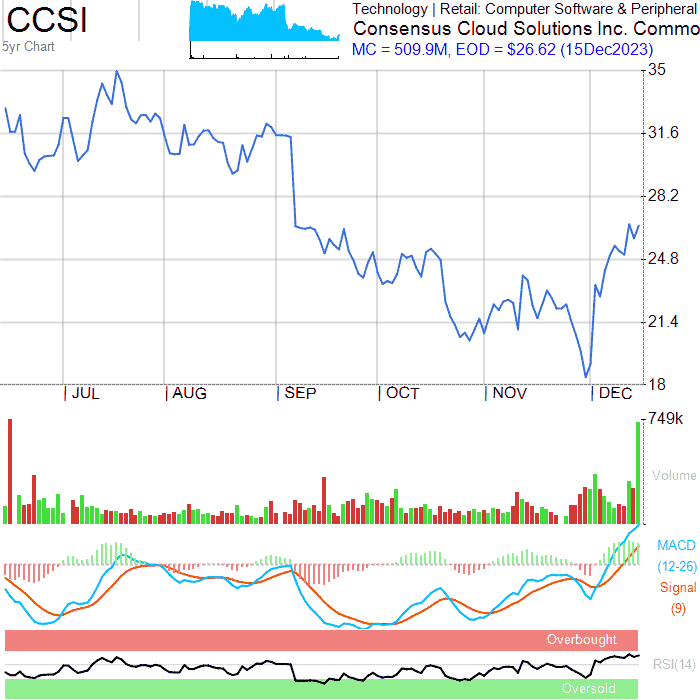 CCSI
5yr Chart
Technology | Retail: Computer Software & Peripheral
Consensus Cloud Solutions Inc. Commo
MC = 509.9M, EOD = $26.62 (15Dec2023)
35
31.6
28.2
24.8
21.4
18
| JUL | AUG | SEP | OCT | NOV | DEC
749k
Volume
MACD
(12-26)
Signal
(9)
Overbought
RSI(14)
Oversold